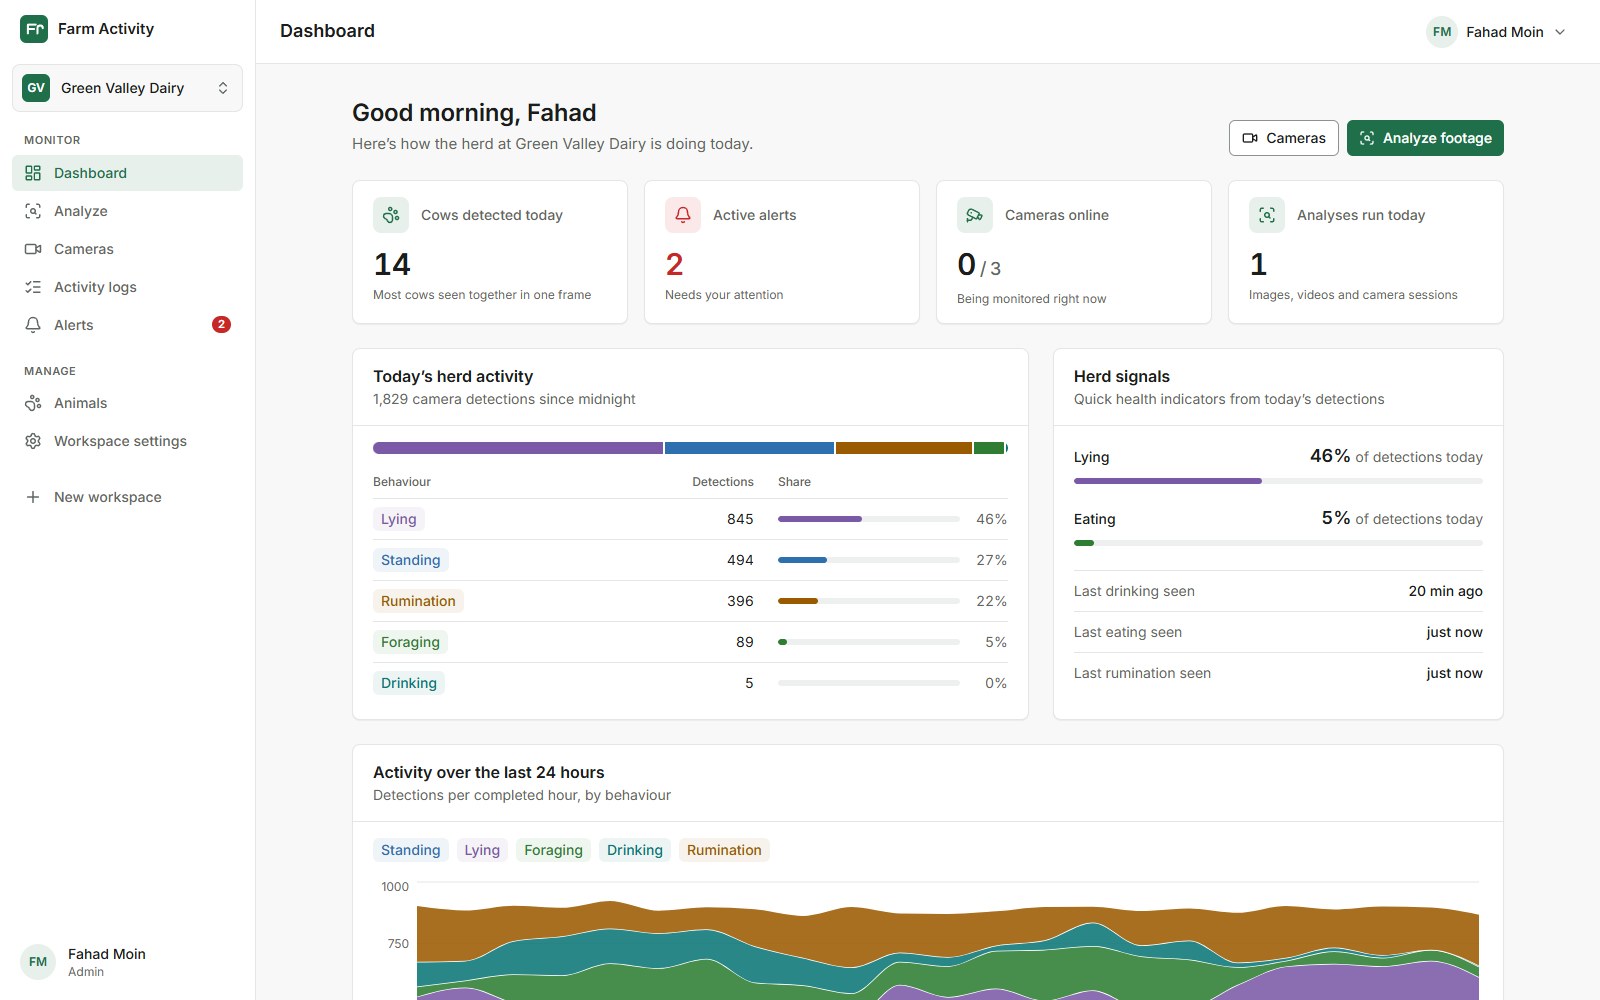 Fr Farm Activity
GV Green Valley Dairy
MONITOR
Dashboard
Analyze
Cameras
Activity logs
Alerts 2
MANAGE
Animals
Workspace settings
New workspace
FM Fahad Moin
Admin
Dashboard
FM Fahad Moin
Good morning, Fahad
Here’s how the herd at Green Valley Dairy is doing today.
Cameras
Analyze footage
Cows detected today
14
Most cows seen together in one frame
Active alerts
2
Needs your attention
Cameras online
0 / 3
Being monitored right now
Analyses run today
1
Images, videos and camera sessions
Today’s herd activity
1,829 camera detections since midnight
Behaviour Detections Share
Lying 845 46%
Standing 494 27%
Rumination 396 22%
Foraging 89 5%
Drinking 5 0%
Herd signals
Quick health indicators from today’s detections
Lying 46% of detections today
Eating 5% of detections today
Last drinking seen 20 min ago
Last eating seen just now
Last rumination seen just now
Activity over the last 24 hours
Detections per completed hour, by behaviour
Standing Lying Foraging Drinking Rumination
1000
750